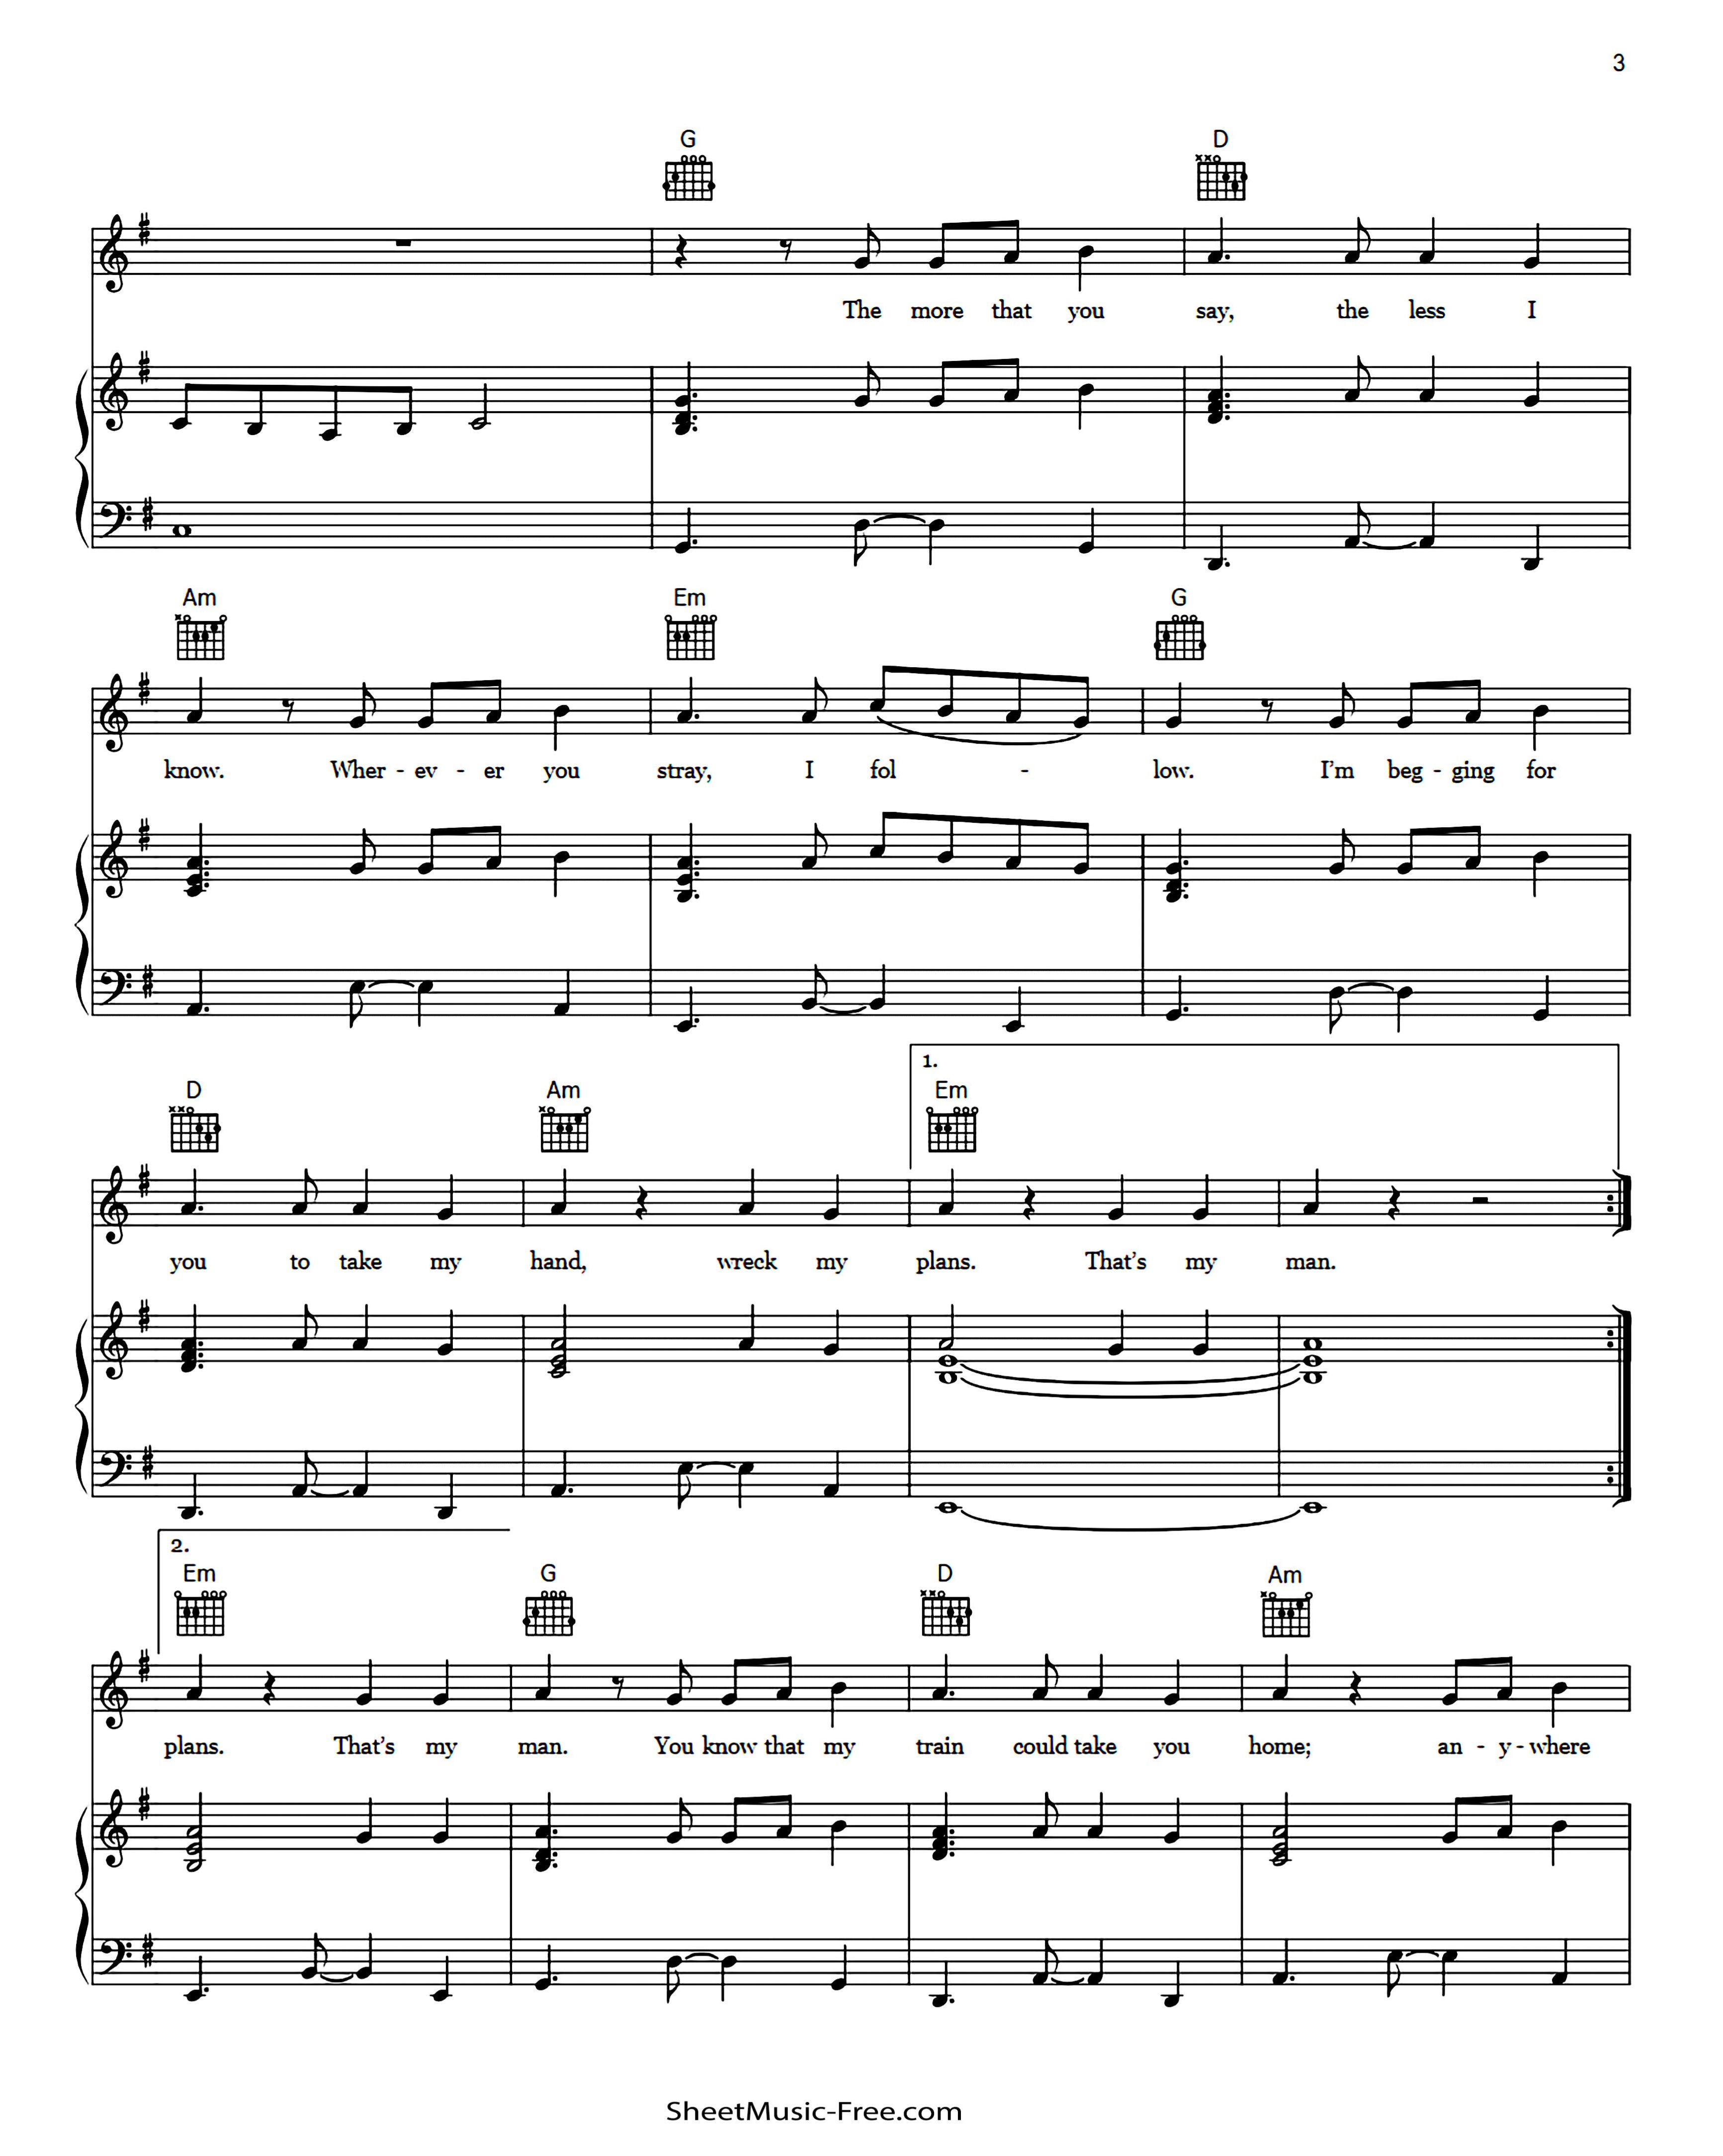 3
G D
The more that you say, the less I
Am Em G
know. Wher - ev - er you stray, I fol - low. I'm beg - ging for
1.
D Am Em
you to take my hand, wreck my plans. That's my man.
2.
Em G D Am
plans. That's my man. You know that my train could take you home; an - y - where
SheetMusic-Free.com